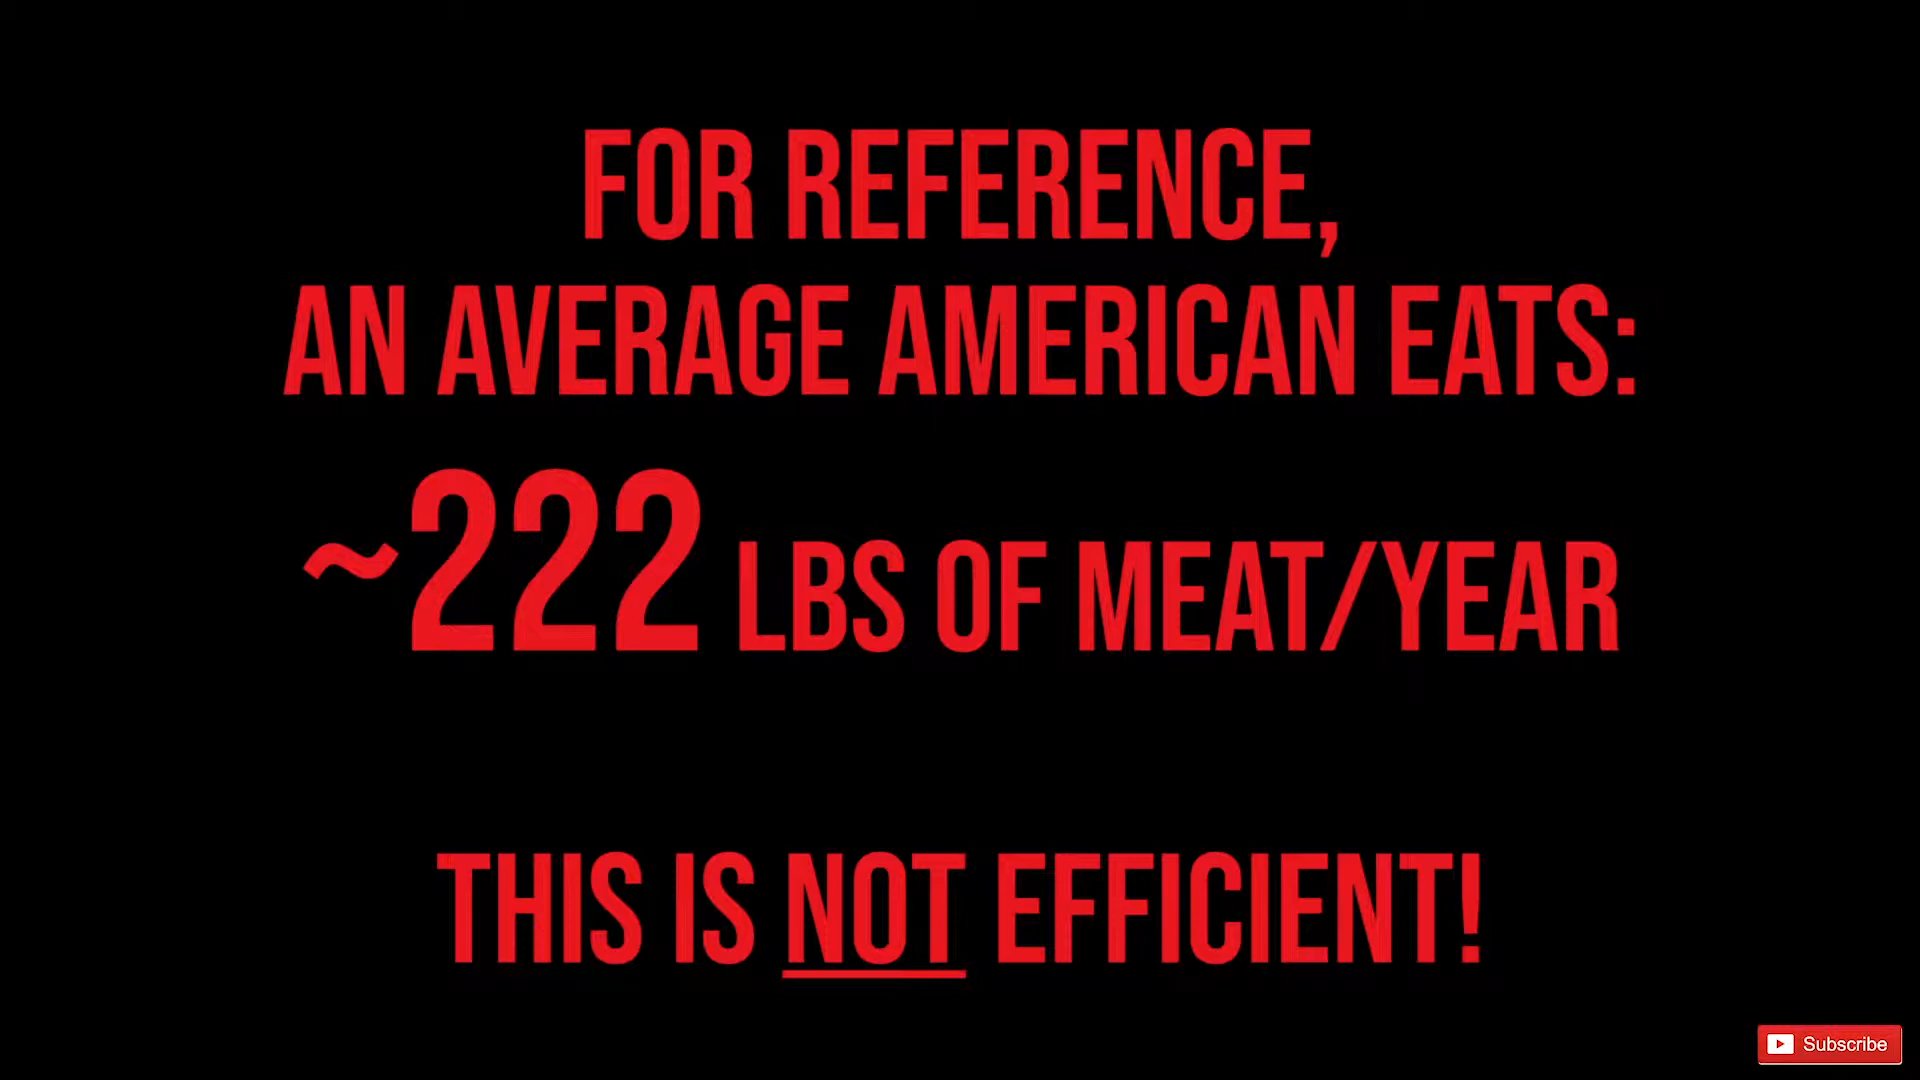 FOR REFERENCE,
AN AVERAGE AMERICAN EATS:
~222 LBS OF MEAT/YEAR
THIS IS NOT EFFICIENT!
Subscribe